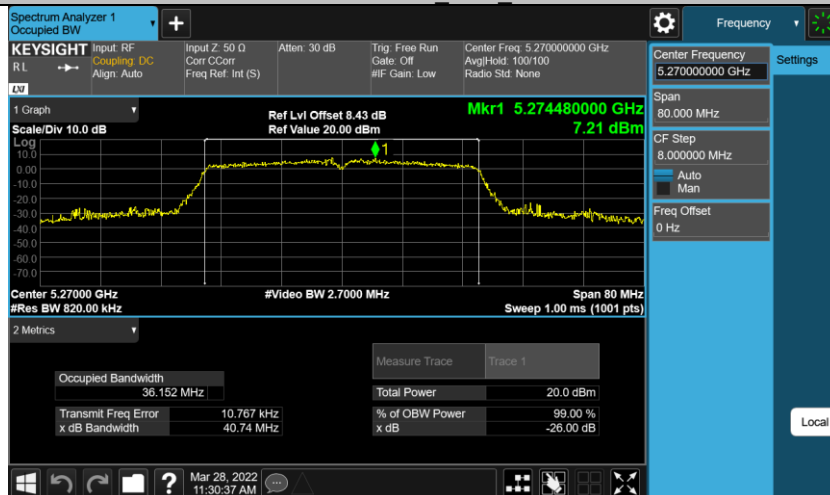 Spectrum Analyzer 1
Occupied BW
Frequency
KEYSIGHT
RL
LXI
Input: RF
Coupling: DC
Align: Auto
Input Z: 50 Ω
Corr CCorr
Freq Ref: Int (S)
Atten: 30 dB
Trig: Free Run
Gate: Off
#IF Gain: Low
Center Freq: 5.270000000 GHz
Avg|Hold: 100/100
Radio Std: None
Center Frequency
5.270000000 GHz
Settings
Span
80.000 MHz
CF Step
8.000000 MHz
Auto
Man
Freq Offset
0 Hz
1 Graph
Scale/Div 10.0 dB
Ref Lvl Offset 8.43 dB
Ref Value 20.00 dBm
Mkr1 5.274480000 GHz
7.21 dBm
Log
10.0
0.00
-10.0
-20.0
-30.0
-40.0
-50.0
-60.0
-70.0
1
Center 5.27000 GHz
#Res BW 820.00 kHz
#Video BW 2.7000 MHz
Span 80 MHz
Sweep 1.00 ms (1001 pts)
2 Metrics
Measure Trace Trace 1
Occupied Bandwidth
36.152 MHz
Total Power 20.0 dBm
Transmit Freq Error 10.767 kHz
% of OBW Power 99.00 %
x dB Bandwidth 40.74 MHz
x dB -26.00 dB
Local
?
Mar 28, 2022
11:30:37 AM